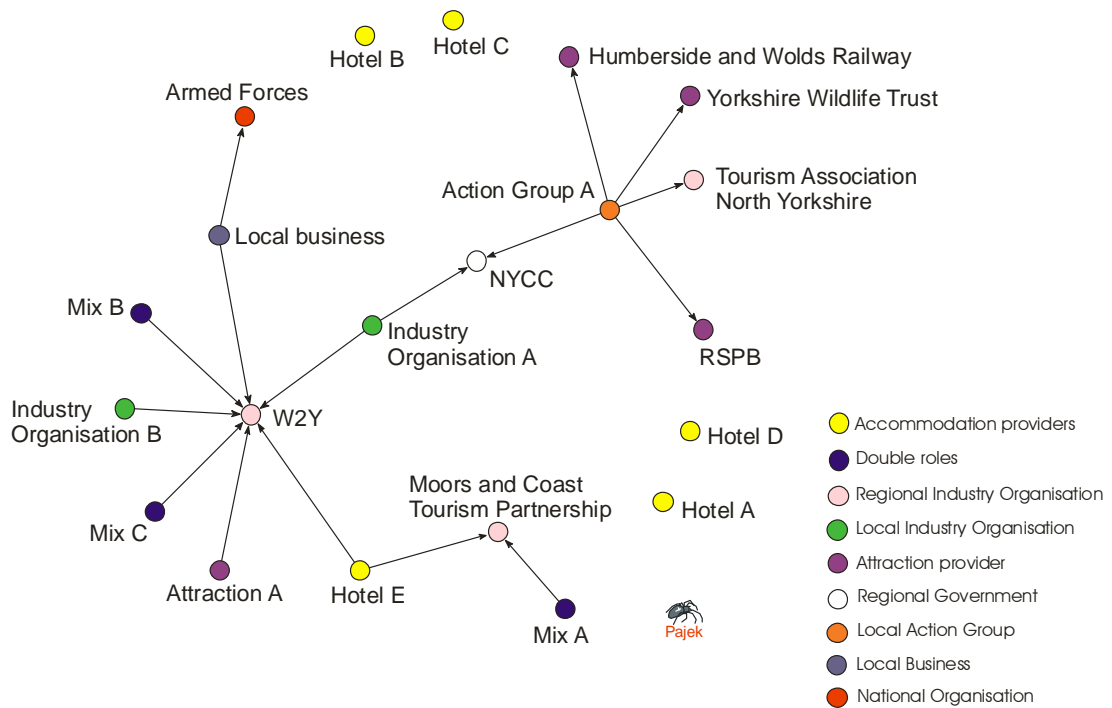 Hotel B
Hotel C
Humberside and Wolds Railway
Armed Forces
Yorkshire Wildlife Trust
Action Group A
Tourism Association
North Yorkshire
Local business
NYCC
Mix B
Industry
Organisation A
RSPB
Industry
Organisation B
W2Y
Hotel D
Moors and Coast
Tourism Partnership
Hotel A
Mix C
Attraction A
Hotel E
Mix A
Pajek
Accommodation providers
Double roles
Regional Industry Organisation
Local Industry Organisation
Attraction provider
Regional Government
Local Action Group
Local Business
National Organisation